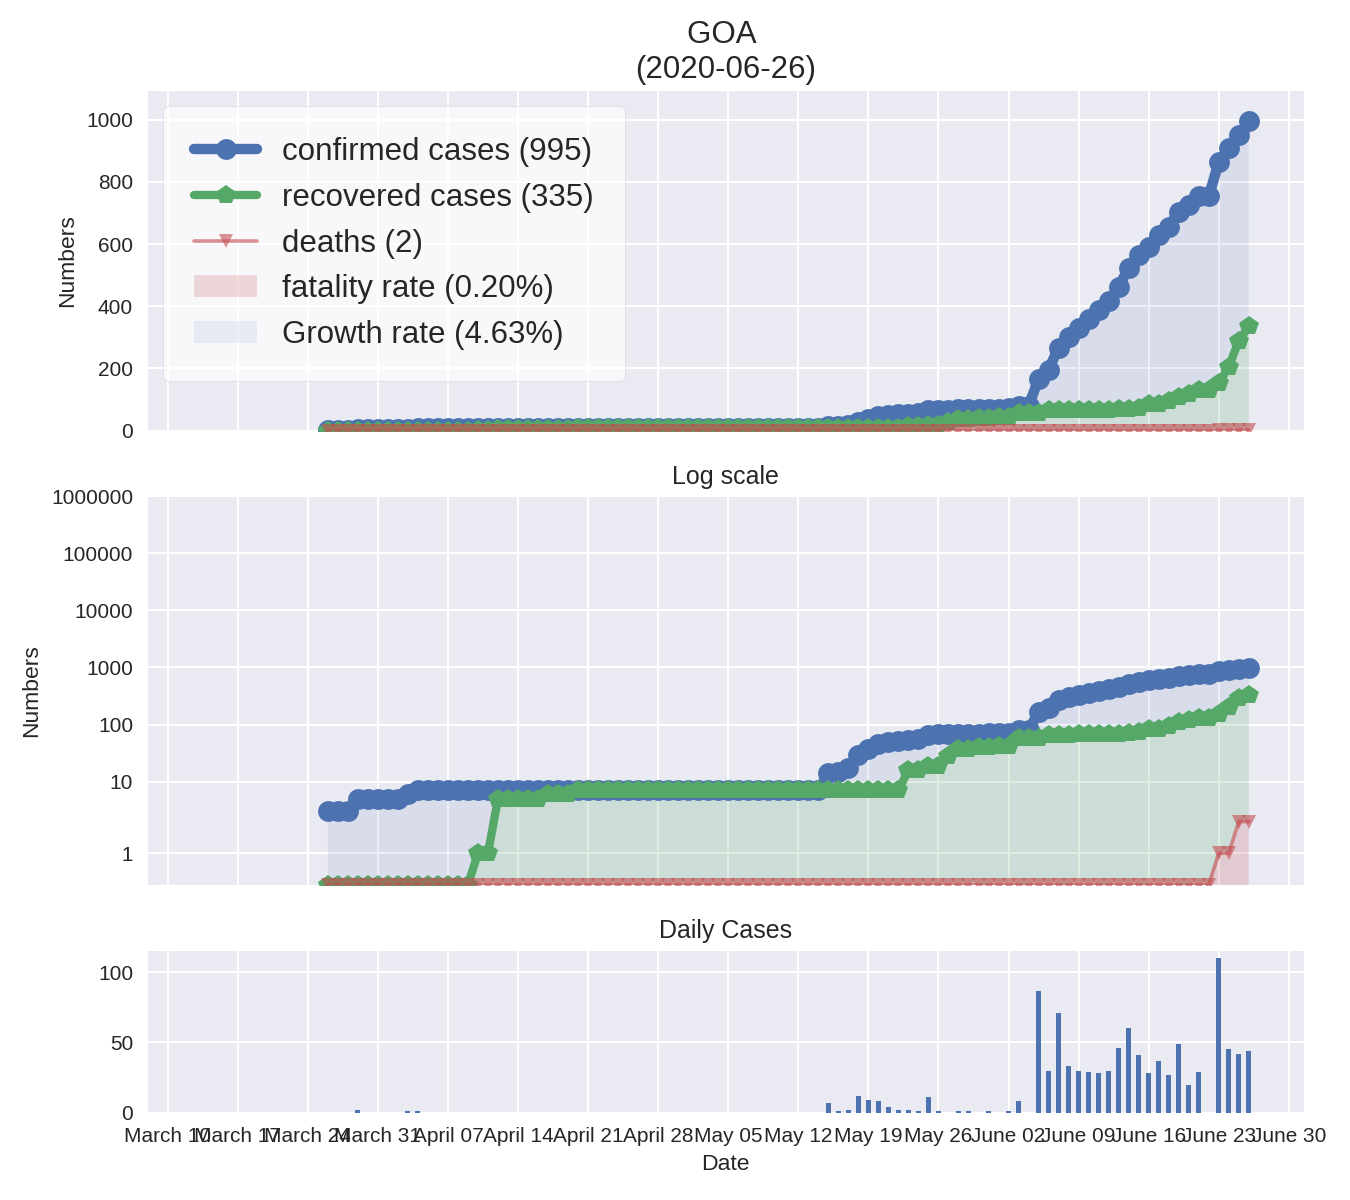 GOA
(2020-06-26)
1000
800
600
400
200
0
Numbers
confirmed cases (995)
recovered cases (335)
deaths (2)
fatality rate (0.20%)
Growth rate (4.63%)
Log scale
1000000
100000
10000
1000
100
10
1
Numbers
Daily Cases
100
50
0
March 10 March 17 March 24 March 31 April 07 April 14 April 21 April 28 May 05 May 12 May 19 May 26 June 02 June 09 June 16 June 23 June 30
Date